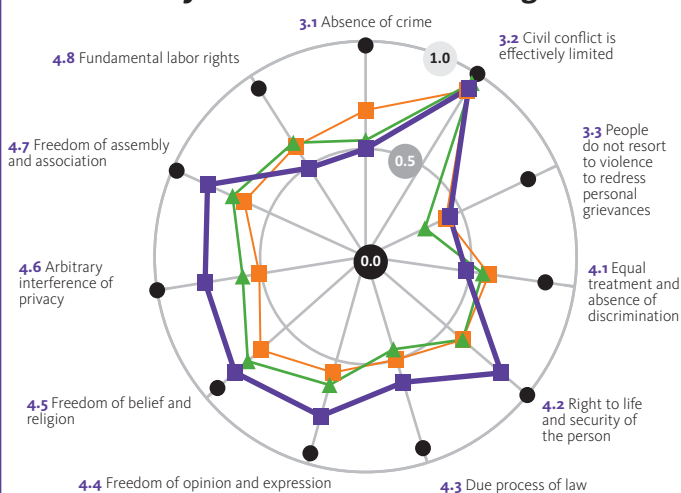 3.1 Absence of crime
1.0
3.2 Civil conflict is
effectively limited
4.8 Fundamental labor rights
3.3 People
do not resort
to violence
to redress
personal
grievances
4.7 Freedom of assembly
and association
0.5
0.0
4.6 Arbitrary
interference of
privacy
4.1 Equal
treatment and
absence of
discrimination
4.5 Freedom of belief and
religion
4.2 Right to life
and security of
the person
4.4 Freedom of opinion and expression
4.3 Due process of law